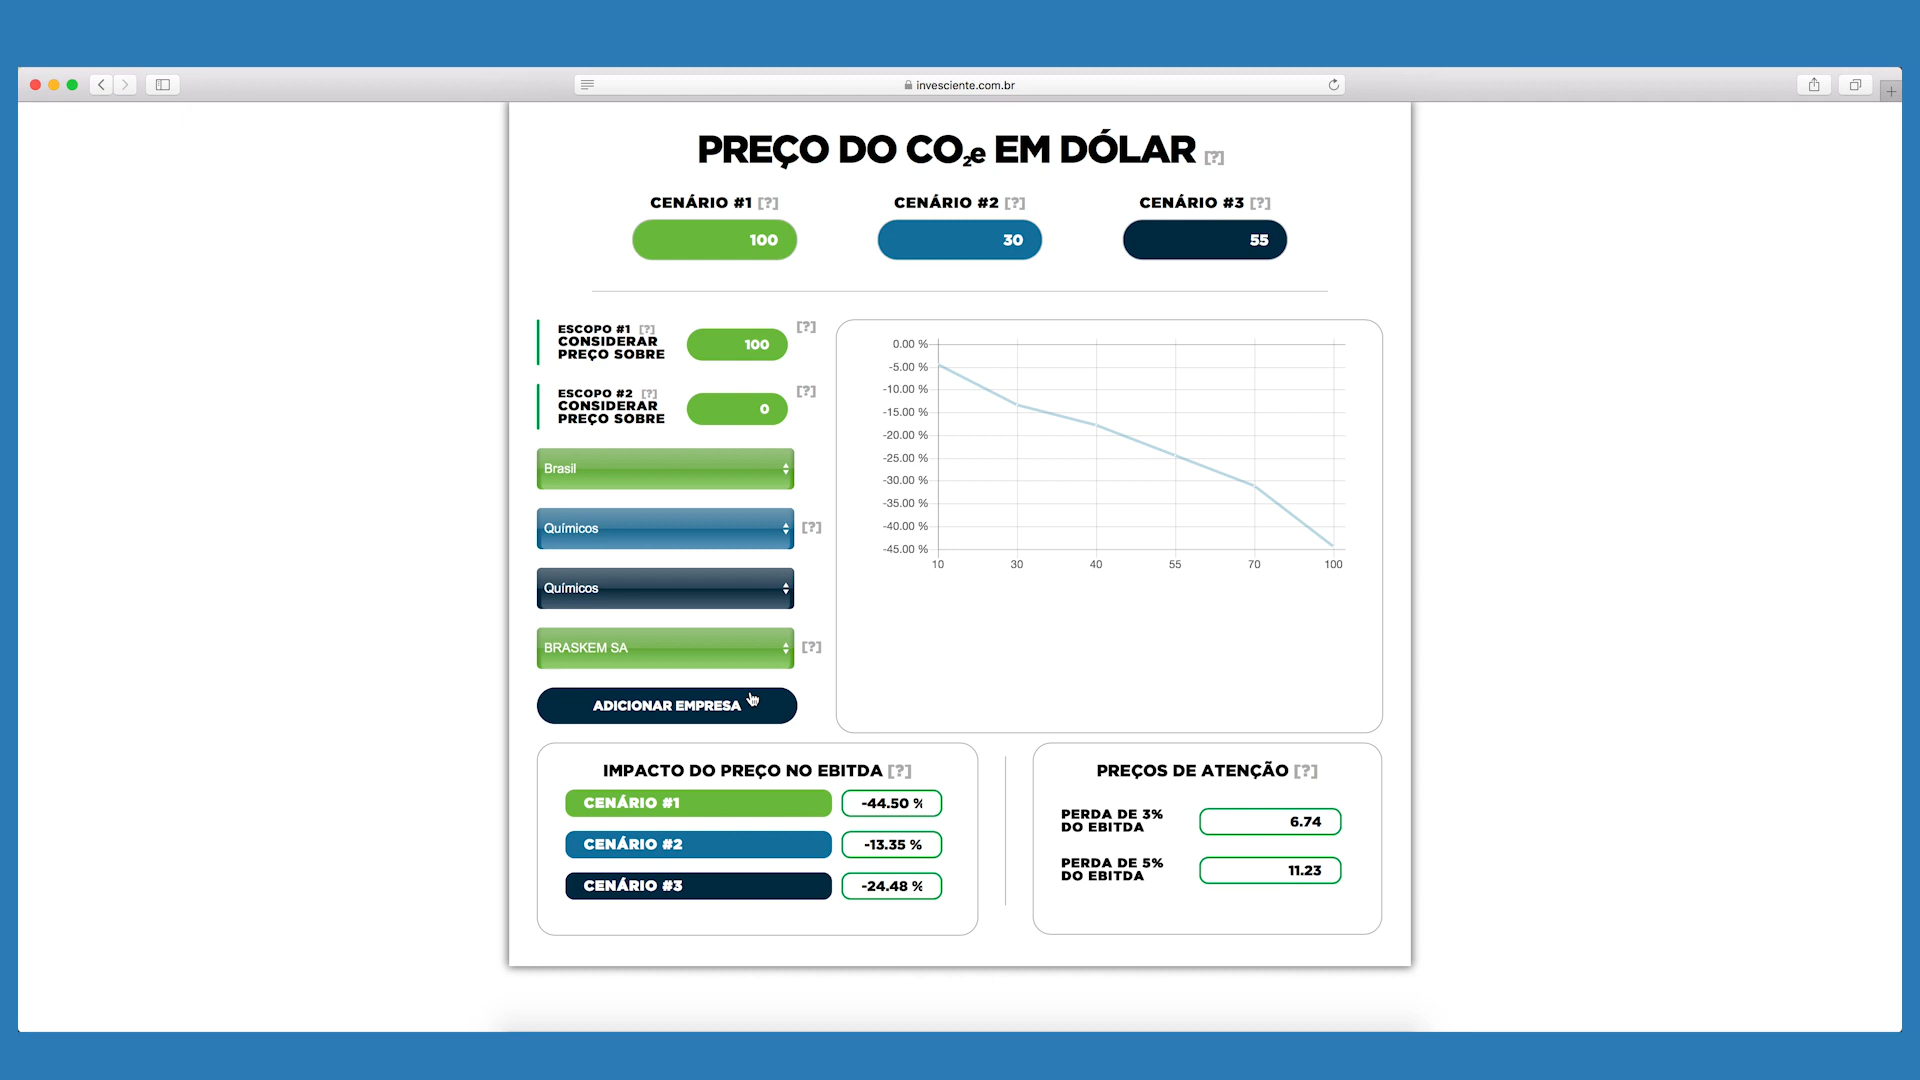 invesciente.com.br
PREÇO DO CO₂e EM DÓLAR [?]
CENÁRIO #1 [?]
CENÁRIO #2 [?]
CENÁRIO #3 [?]
100
30
55
ESCOPO #1 [?]
CONSIDERAR
PREÇO SOBRE
100
[?]
ESCOPO #2 [?]
CONSIDERAR
PREÇO SOBRE
0
[?]
Brasil
Químicos
[?]
Químicos
BRASKEM SA
[?]
ADICIONAR EMPRESA
0.00 %
-5.00 %
-10.00 %
-15.00 %
-20.00 %
-25.00 %
-30.00 %
-35.00 %
-40.00 %
-45.00 %
10
30
40
55
70
100
IMPACTO DO PREÇO NO EBITDA [?]
CENÁRIO #1
-44.50 %
CENÁRIO #2
-13.35 %
CENÁRIO #3
-24.48 %
PREÇOS DE ATENÇÃO [?]
PERDA DE 3%
DO EBITDA
6.74
PERDA DE 5%
DO EBITDA
11.23